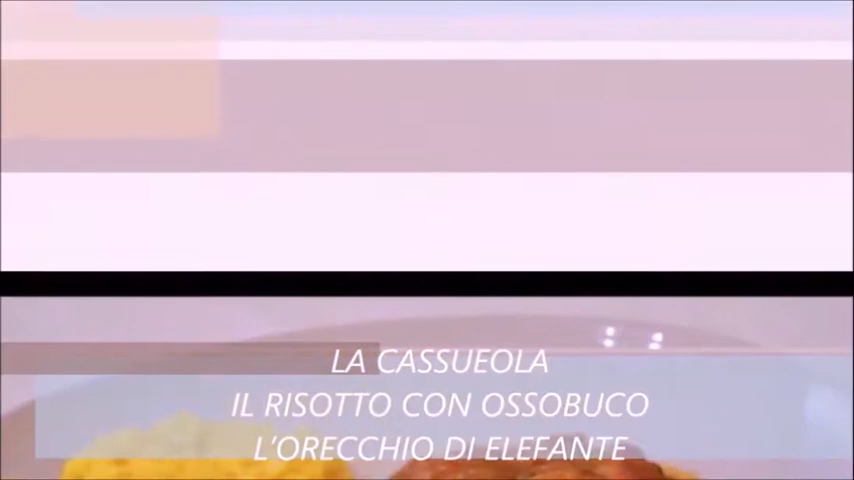 LA CASSUEOLA
IL RISOTTO CON OSSOBUCO
L'ORECCHIO DI ELEFANTE